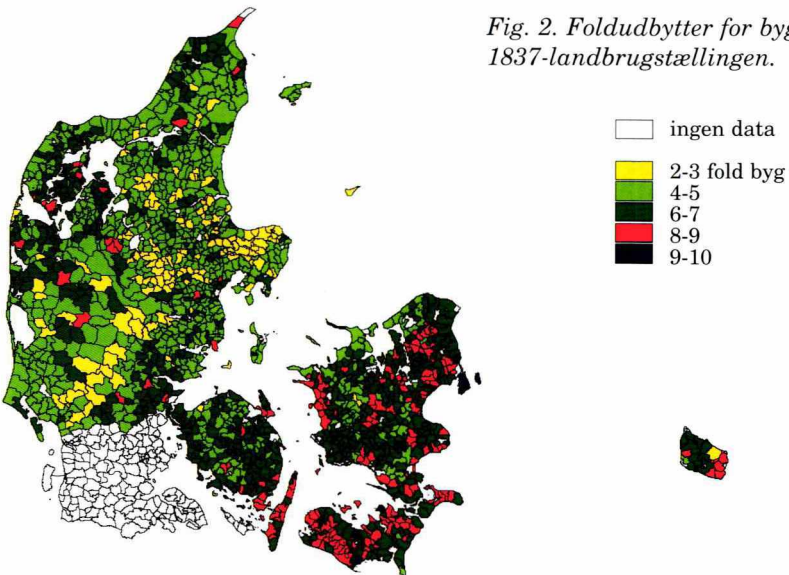 Fig. 2. Foldudbytter for byg
1837-landbrugstællingen.
ingen data
2-3 fold byg
4-5
6-7
8-9
9-10